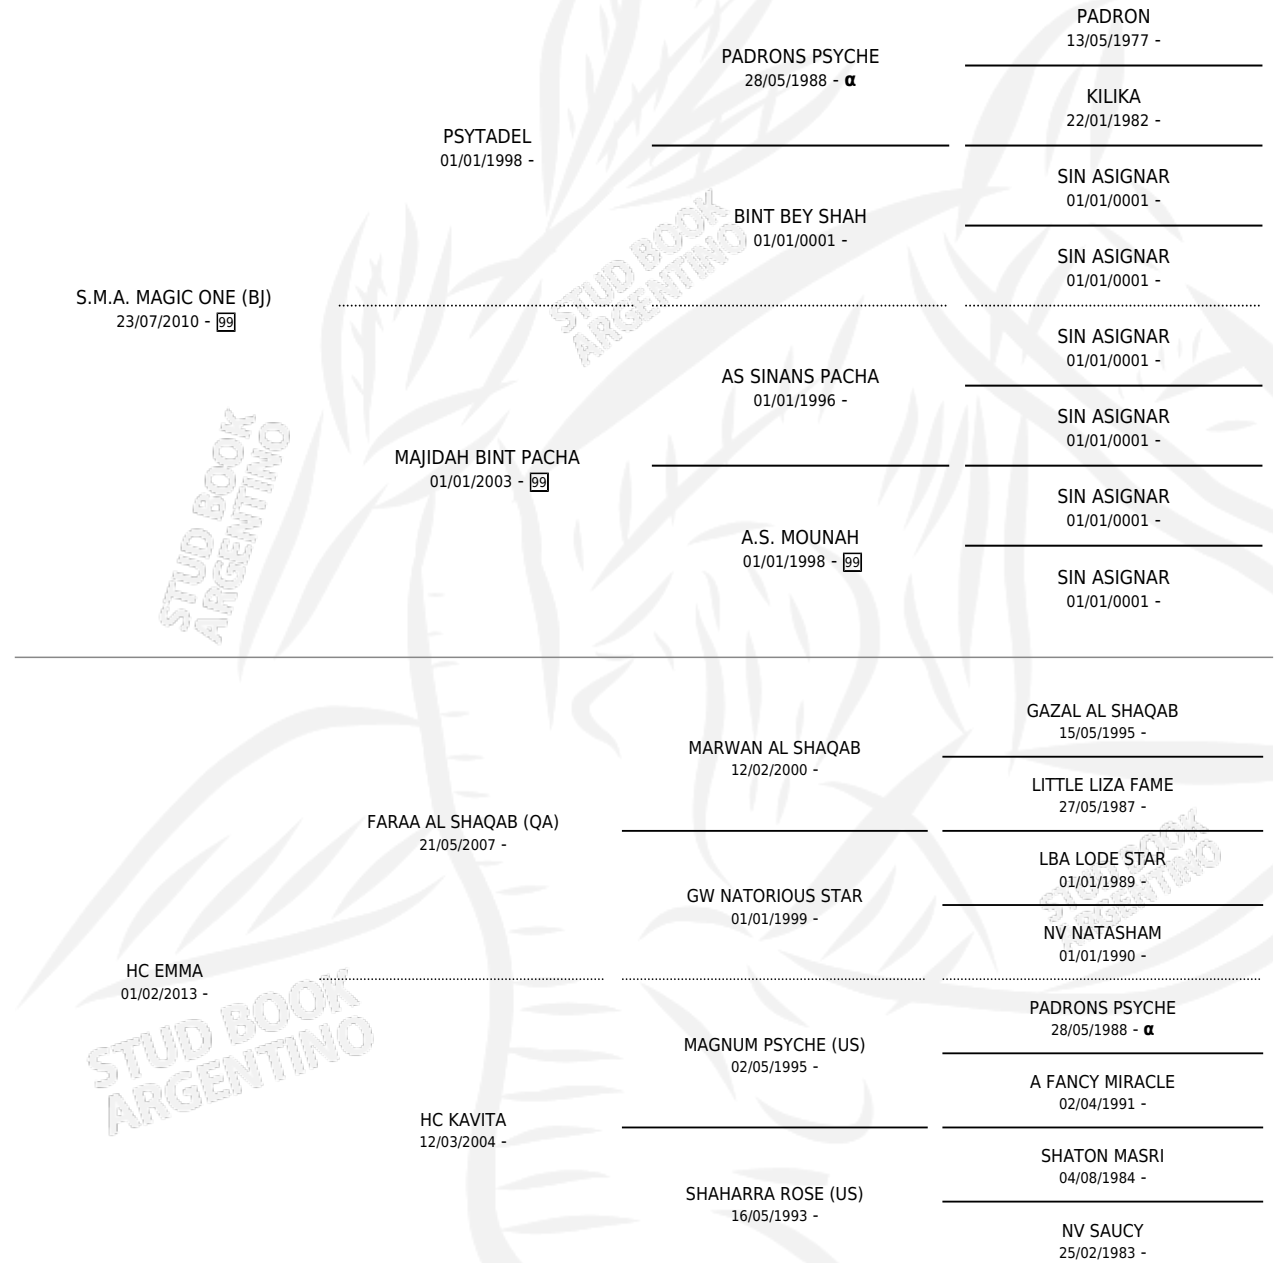 PADRON
13/05/1977 -
PADRONS PSYCHE
28/05/1988 - α
KILIKA
22/01/1982 -
PSYTADEL
01/01/1998 -
SIN ASIGNAR
01/01/0001 -
BINT BEY SHAH
01/01/0001 -
SIN ASIGNAR
01/01/0001 -
S.M.A. MAGIC ONE (BJ)
23/07/2010 - 99
SIN ASIGNAR
01/01/0001 -
AS SINANS PACHA
01/01/1996 -
SIN ASIGNAR
01/01/0001 -
MAJIDAH BINT PACHA
01/01/2003 - 99
SIN ASIGNAR
01/01/0001 -
A.S. MOUNAH
01/01/1998 - 99
SIN ASIGNAR
01/01/0001 -
STUD BOOK
ARGENTINO
STUD BOOK
ARGENTINO
GAZAL AL SHAQAB
15/05/1995 -
MARWAN AL SHAQAB
12/02/2000 -
LITTLE LIZA FAME
27/05/1987 -
FARAA AL SHAQAB (QA)
21/05/2007 -
LBA LODE STAR
01/01/1989 -
GW NATORIOUS STAR
01/01/1999 -
NV NATASHAM
01/01/1990 -
HC EMMA
01/02/2013 -
PADRONS PSYCHE
28/05/1988 - α
MAGNUM PSYCHE (US)
02/05/1995 -
A FANCY MIRACLE
02/04/1991 -
HC KAVITA
12/03/2004 -
SHATON MASRI
04/08/1984 -
SHAHARRA ROSE (US)
16/05/1993 -
NV SAUCY
25/02/1983 -
STUD BOOK
ARGENTINO
STUD BOOK
ARGENTINO